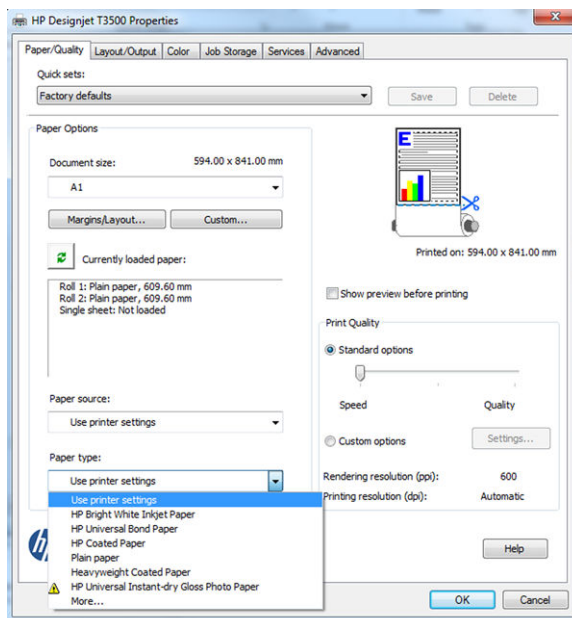 HP Designjet T3500 Properties
Paper/Quality Layout/Output Color Job Storage Services Advanced
Quick sets:
Factory defaults
Save Delete
Paper Options
Document size: 594.00 x 841.00 mm
A1
Margins/Layout... Custom...
Currently loaded paper:
Roll 1: Plain paper, 609.60 mm
Roll 2: Plain paper, 609.60 mm
Single sheet: Not loaded
Paper source:
Use printer settings
Paper type:
Use printer settings
Use printer settings
HP Bright White Inkjet Paper
HP Universal Bond Paper
HP Coated Paper
Plain paper
Heavyweight Coated Paper
HP Universal Instant-dry Gloss Photo Paper
More...
hp
E
Printed on: 594.00 x 841.00 mm
Show preview before printing
Print Quality
Standard options
Speed Quality
Custom options Settings...
Rendering resolution (ppi): 600
Printing resolution (dpi): Automatic
Help
OK Cancel